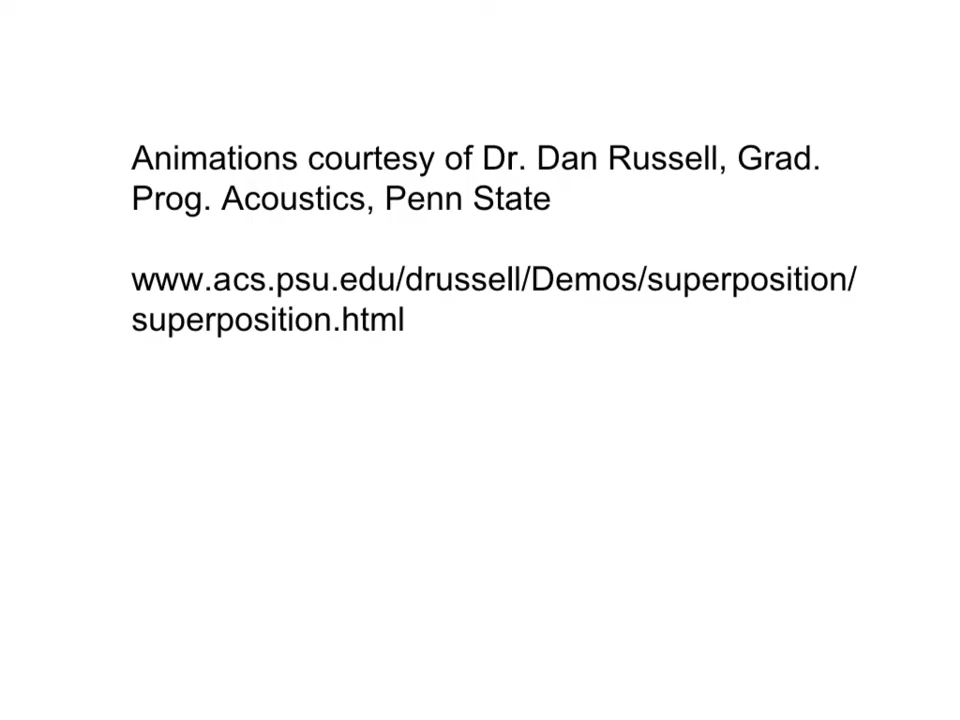 Animations courtesy of Dr. Dan Russell, Grad.
Prog. Acoustics, Penn State
www.acs.psu.edu/drussell/Demos/superposition/
superposition.html